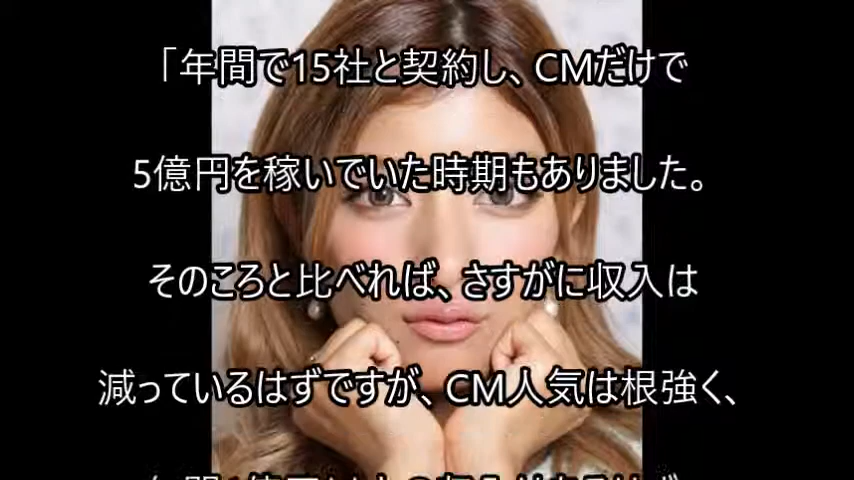 「年間で15社と契約し、CMだけで
5億円を稼いでいた時期もありました。
そのころと比べれば、さすがに収入は
減っているはずですが、CM人気は根強く、